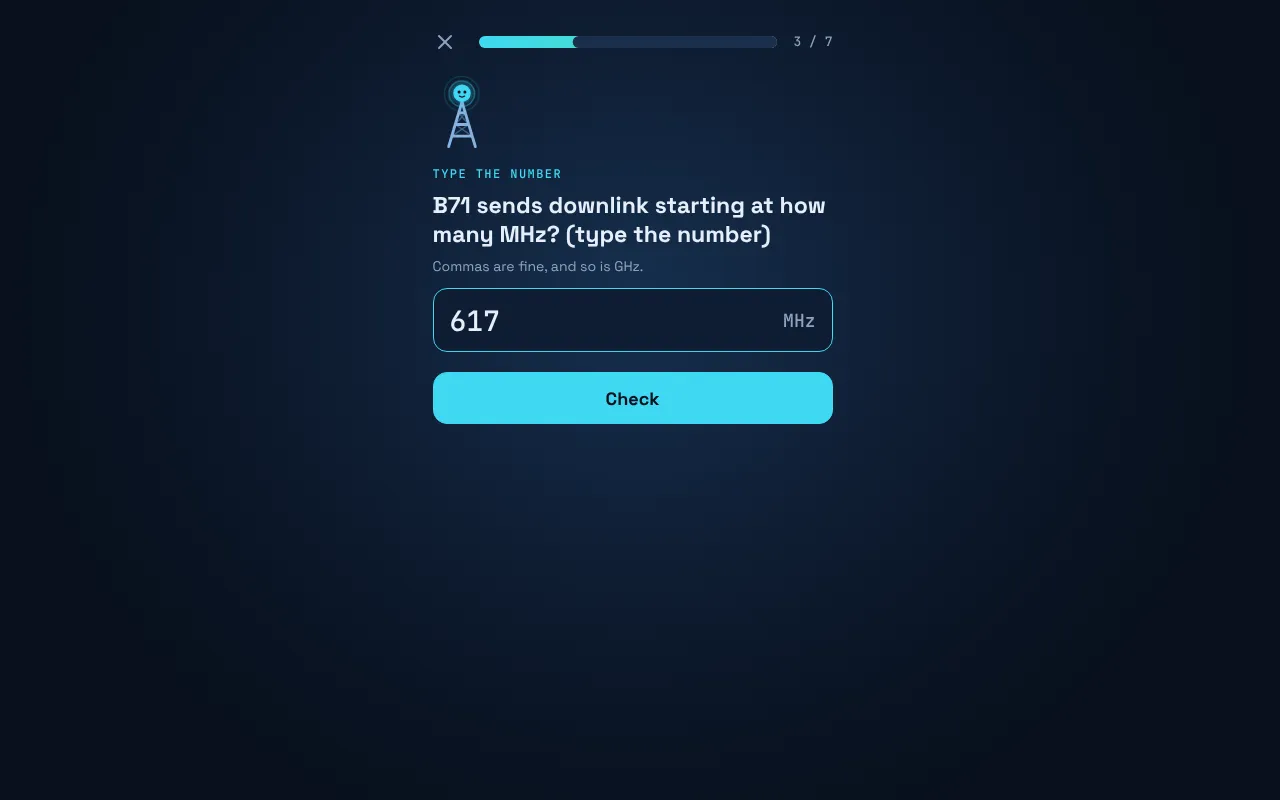 3 / 7
TYPE THE NUMBER
B71 sends downlink starting at how
many MHz? (type the number)
Commas are fine, and so is GHz.
617 MHz
Check